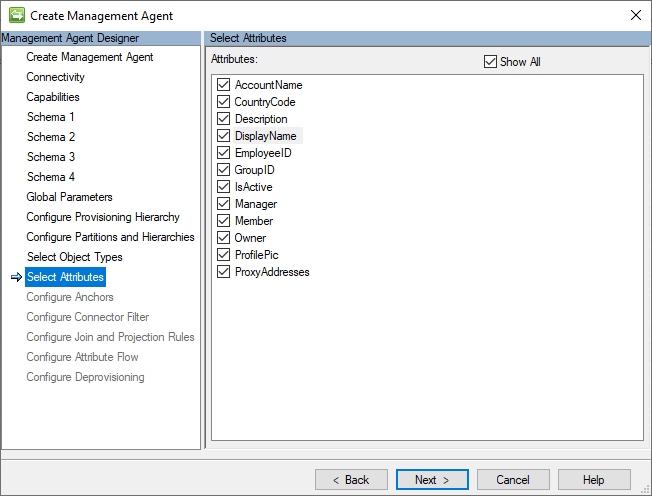 Create Management Agent
Management Agent Designer
Create Management Agent
Connectivity
Capabilities
Schema 1
Schema 2
Schema 3
Schema 4
Global Parameters
Configure Provisioning Hierarchy
Configure Partitions and Hierarchies
Select Object Types
Select Attributes
Configure Anchors
Configure Connector Filter
Configure Join and Projection Rules
Configure Attribute Flow
Configure Deprovisioning
Select Attributes
Attributes:
Show All
AccountName
CountryCode
Description
DisplayName
EmployeeID
GroupID
IsActive
Manager
Member
Owner
ProfilePic
ProxyAddresses
< Back
Next >
Cancel
Help